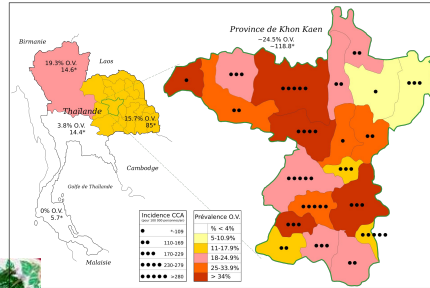 Province de Khon Kaen
~24.5% O.V.
~118.8*
Birmanie
19.3% O.V.
14.6*
Laos
Thaïlande
15.7% O.V.
85*
3.8% O.V.
14.4*
Cambodge
Golfe de Thaïlande
0% O.V.
5.7*
Malaisie
Incidence CCA
*-109
110-169
170-229
230-279
>280
Prévalence O.V.
% < 4%
5-10.9%
11-17.9%
18-24.9%
25-33.9%
> 34%